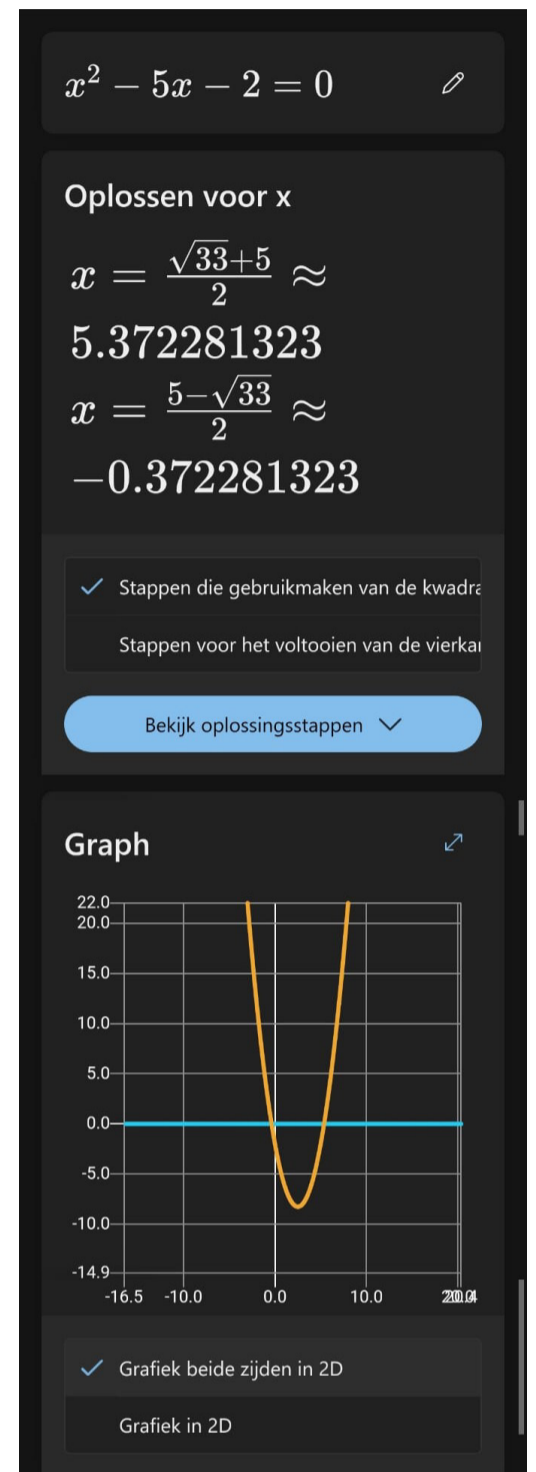 x² − 5x − 2 = 0
Oplossen voor x
x = (√33+5)/2 ≈
5.372281323
x = (5−√33)/2 ≈
−0.372281323
Stappen die gebruikmaken van de
Stappen voor het voltooien van de
Bekijk oplossingsstappen
Graph
22.0
20.0
15.0
10.0
5.0
0.0
-5.0
-10.0
-14.9
-16.5 -10.0 0.0 10.0
Grafiek beide zijden in 2D
Grafiek in 2D